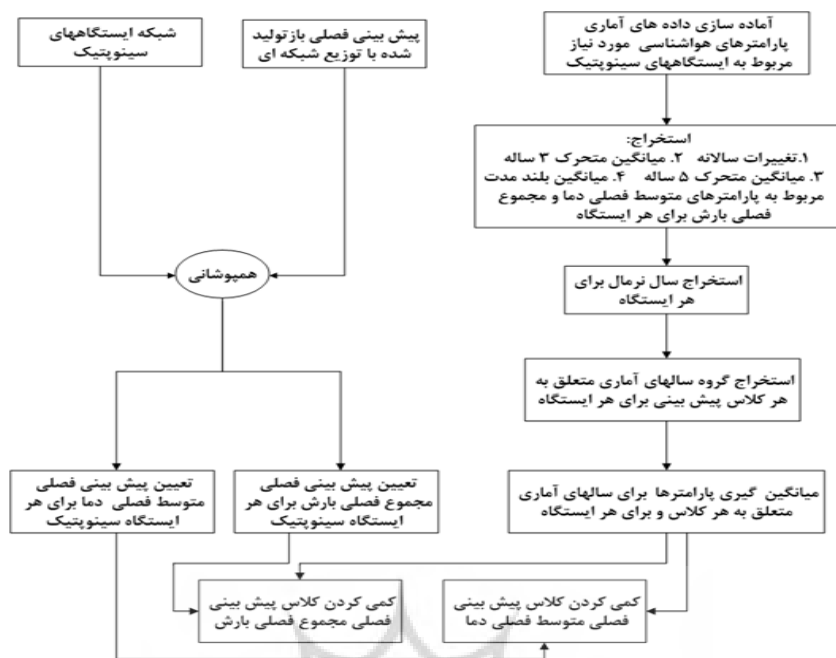 آماده سازی داده های آماری
پارامترهای هواشناسی مورد نیاز
مربوط به ایستگاههای سینوپتیک
پیش بینی فصلی بازتولید
شده با توزیع شبکه ای
شبکه ایستگاههای
سینوپتیک
استخراج:
۱.تغییرات سالانه ۲. میانگین متحرک ۳ ساله
۳. میانگین متحرک ۵ ساله ۴. میانگین بلند مدت
مربوط به پارامترهای متوسط فصلی دما و مجموع
فصلی بارش برای هر ایستگاه
همپوشانی
استخراج سال نرمال برای
هر ایستگاه
استخراج گروه سالهای آماری متعلق به
هر کلاس پیش بینی برای هر ایستگاه
میانگین گیری پارامترها برای سالهای آماری
متعلق به هر کلاس و برای هر ایستگاه
تعیین پیش بینی فصلی
مجموع فصلی بارش برای هر
ایستگاه سینوپتیک
تعیین پیش بینی فصلی
متوسط فصلی دما برای هر
ایستگاه سینوپتیک
کمی کردن کلاس پیش بینی
فصلی متوسط فصلی دما
کمی کردن کلاس پیش بینی
فصلی مجموع فصلی بارش